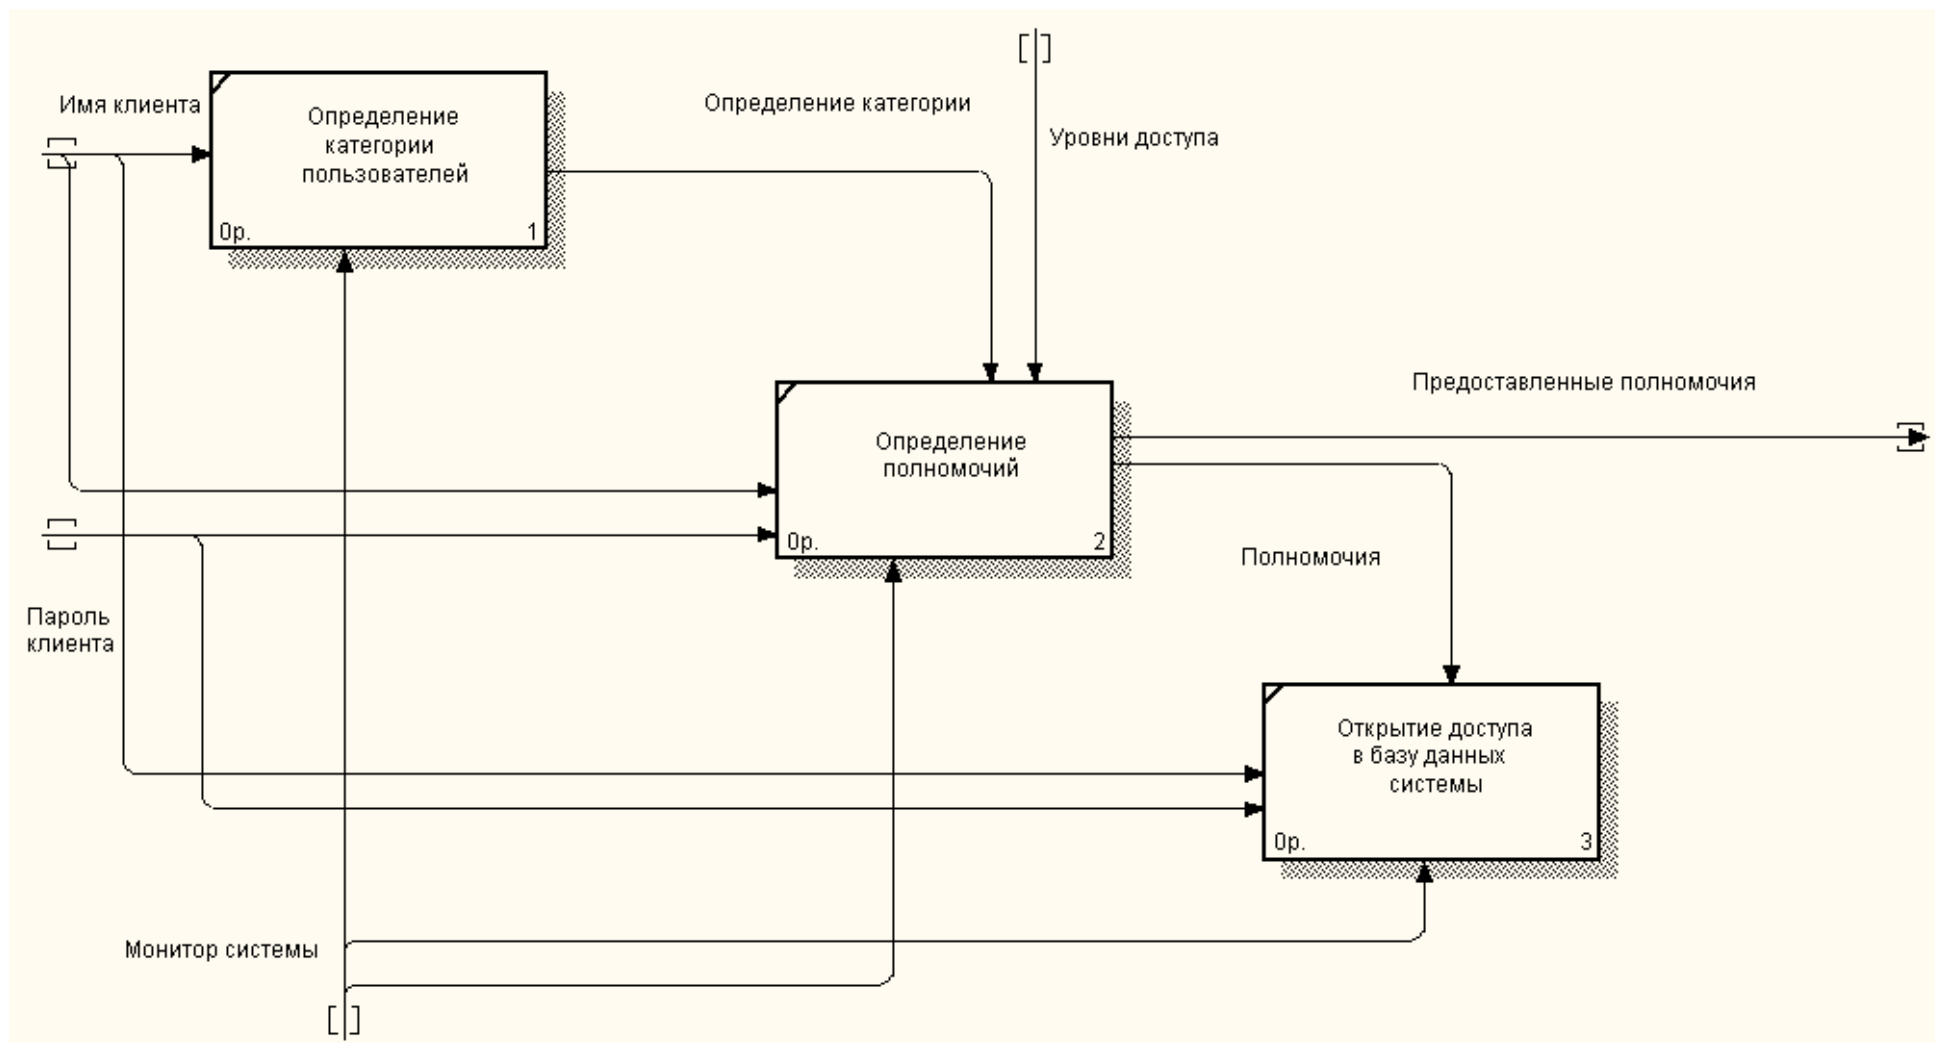 Имя клиента
Определение
категории
пользователей
0р.
1
Определение категории
Уровни доступа
Предоставленные полномочия
Определение
полномочий
0р.
2
Полномочия
Пароль
клиента
Открытие доступа
в базу данных
системы
0р.
3
Монитор системы